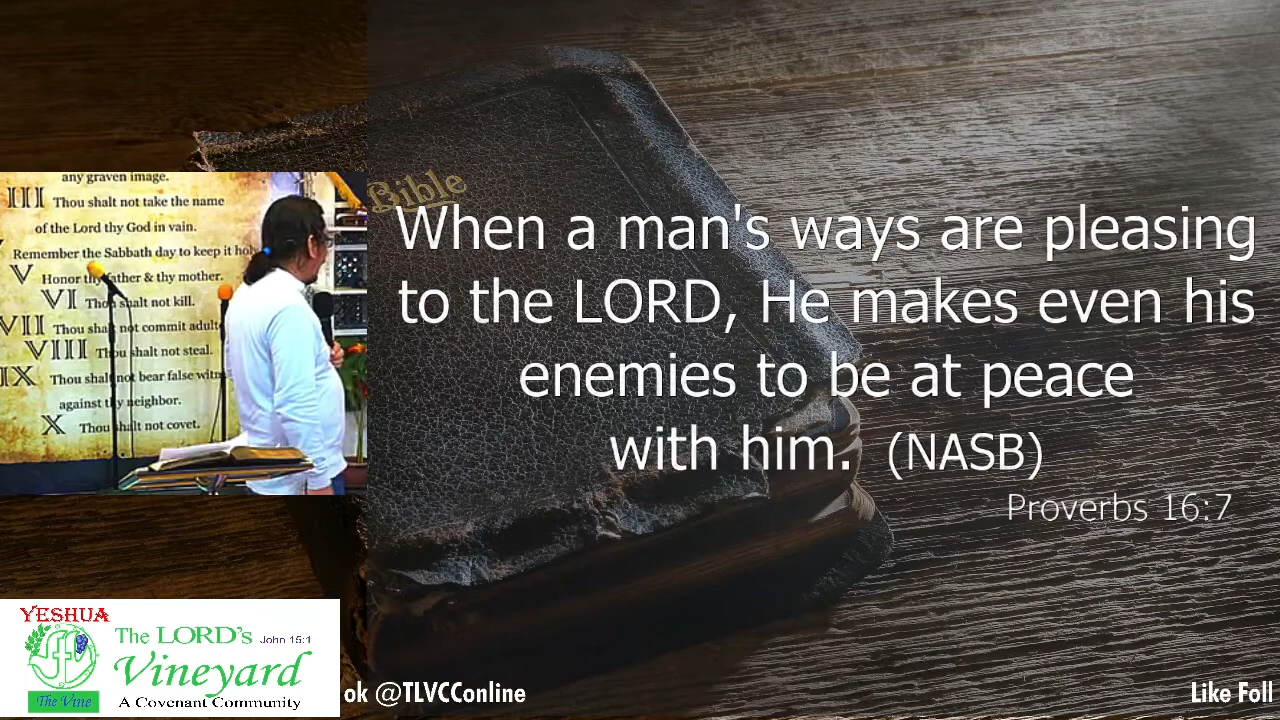 any graven image.
III Thou shalt not take the name
of the Lord thy God in vain.
Remember the Sabbath day to keep it
V Honor thy father & thy mother.
VI Thou shalt not kill.
VII Thou shalt not commit
VIII Thou shalt not steal.
IX Thou shalt not bear false
against thy neighbor.
X Thou shalt not covet.
Bible
When a man's ways are pleasing
to the LORD, He makes even his
enemies to be at peace
with him. (NASB)
Proverbs 16:7
YESHUA
The LORD's John 15:1
Vineyard
The Vine
A Covenant Community
ok @TLVCConline
Like Foll